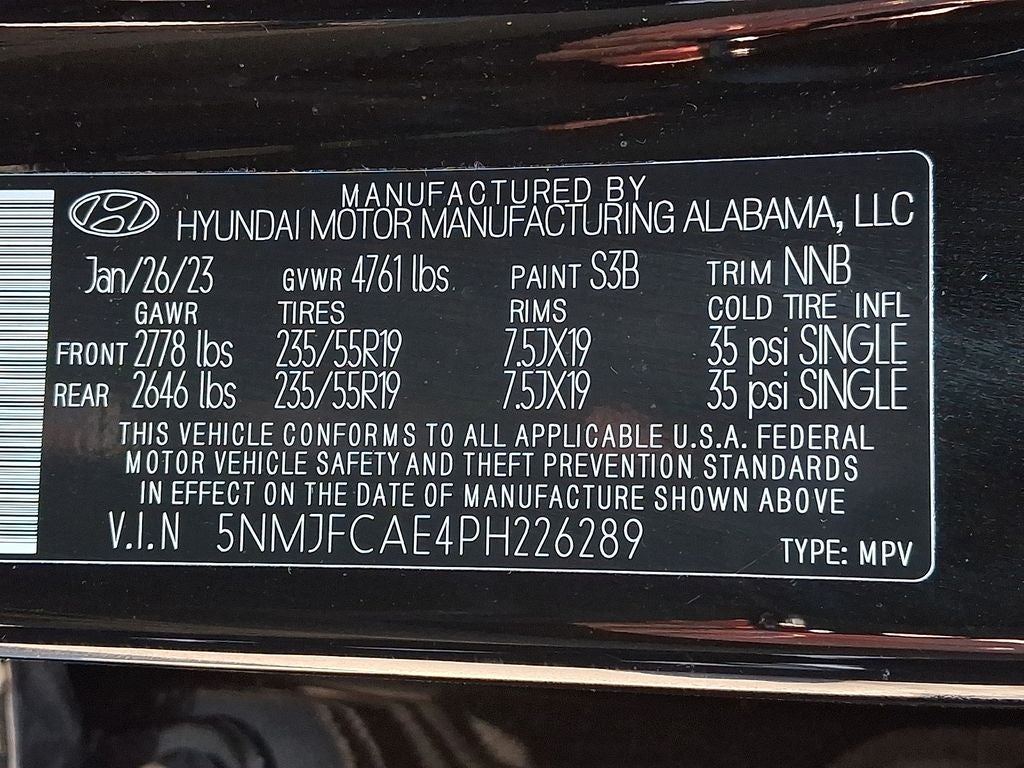 MANUFACTURED BY
HYUNDAI MOTOR MANUFACTURING ALABAMA, LLC
Jan/26/23 GVWR 4761 lbs PAINT S3B TRIM NNB
GAWR TIRES RIMS COLD TIRE INFL
FRONT 2778 lbs 235/55R19 7.5JX19 35 psi SINGLE
REAR 2646 lbs 235/55R19 7.5JX19 35 psi SINGLE
THIS VEHICLE CONFORMS TO ALL APPLICABLE U.S.A. FEDERAL
MOTOR VEHICLE SAFETY AND THEFT PREVENTION STANDARDS
IN EFFECT ON THE DATE OF MANUFACTURE SHOWN ABOVE
V.I.N 5NMJFCAE4PH226289 TYPE: MPV